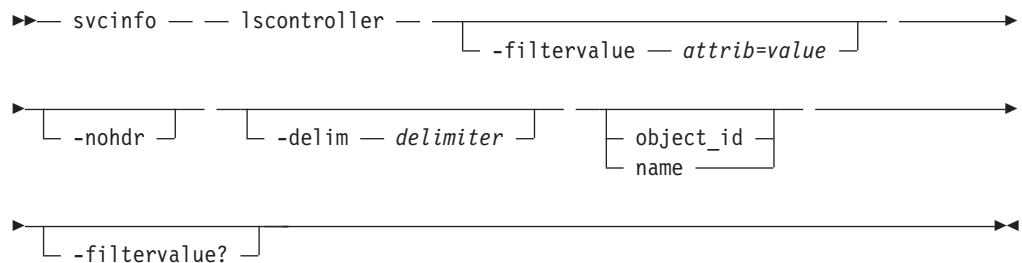 svcinfo lscontroller
-filtervalue attrib=value
-nohdr -delim delimiter object_id
name
-filtervalue?